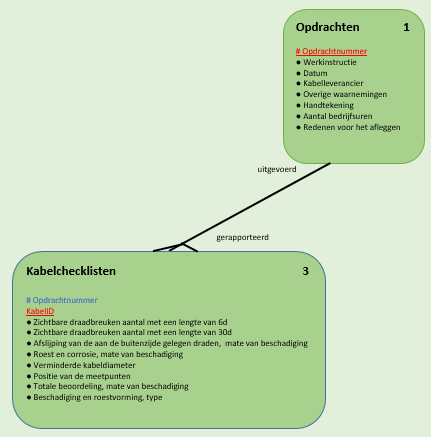 Opdrachten 1
# Opdrachtnummer
● Werkinstructie
● Datum
● Kabelleverancier
● Overige waarnemingen
● Handtekening
● Aantal bedrijfsuren
● Redenen voor het afleggen
uitgevoerd
gerapporteerd
Kabelchecklisten 3
# Opdrachtnummer
KabelID
● Zichtbare draadbreuken aantal met een lengte van 6d
● Zichtbare draadbreuken aantal met een lengte van 30d
● Afslijping van de aan de buitenzijde gelegen draden, mate van beschadiging
● Roest en corrosie, mate van beschadiging
● Verminderde kabeldiameter
● Positie van de meetpunten
● Totale beoordeling, mate van beschadiging
● Beschadiging en roestvorming, type